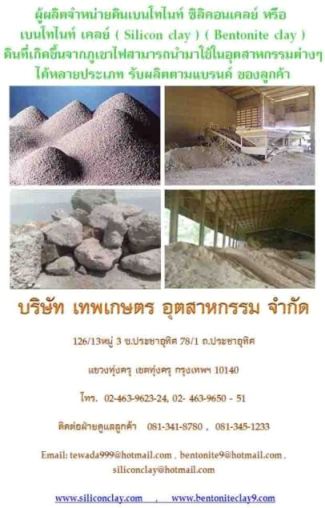 ผู้ผลิตจำหน่ายดินเบนโทไนท์ ซิลิคอนเคลย์ หรือ
เบนโทไนท์ เคลย์ ( Silicon clay ) ( Bentonite clay )
ดินที่เกิดขึ้นจากภูเขาไฟสามารถนำมาใช้ในอุตสาหกรรมต่างๆ
ได้หลายประเภท รับผลิตตามแบรนด์ ของลูกค้า
บริษัท เทพเกษตร อุตสาหกรรม จำกัด
126/13หมู่ 3 ซ.ประชาอุทิศ 78/1 ถ.ประชาอุทิศ
แขวงทุ่งครุ เขตทุ่งครุ กรุงเทพฯ 10140
โทร. 02-463-9623-24, 02- 463-9650 - 51
ติดต่อฝ่ายดูแลลูกค้า 081-341-8780 , 081-345-1233
Email: tewada999@hotmail.com , bentonite9@hotmail.com ,
siliconclay@hotmail.com
www.siliconclay.com , www.bentoniteclay9.com